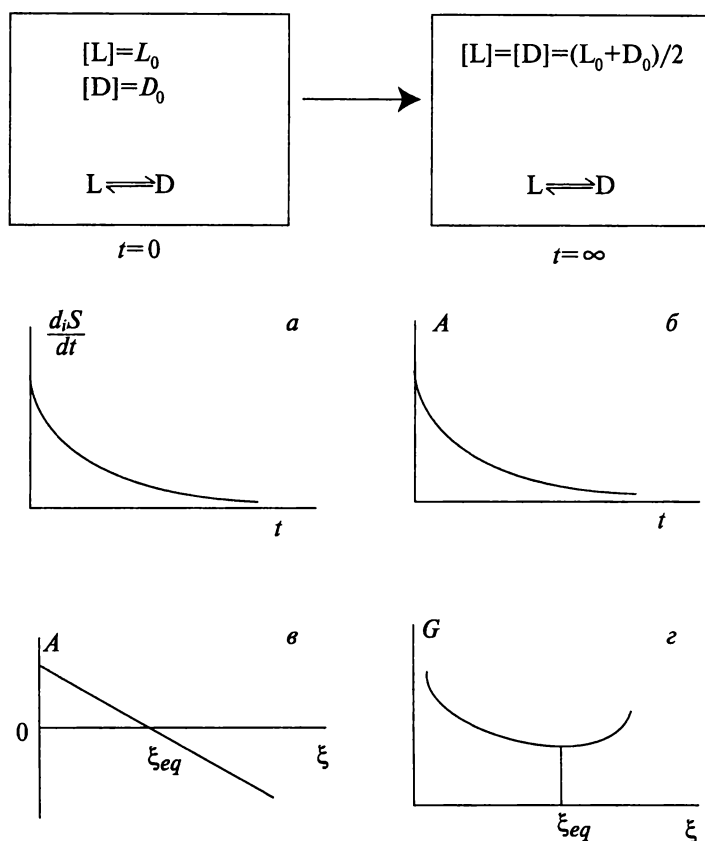 [L]=L₀
[D]=D₀
L⇌D
t=0
[L]=[D]=(L₀+D₀)/2
L⇌D
t=∞
dᵢS/dt
а
t
A
б
t
A
в
0
ξeq
ξ
G
г
ξeq
ξ